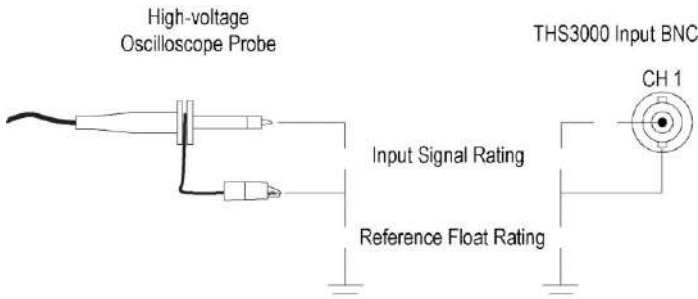 High-voltage
Oscilloscope Probe
THS3000 Input BNC
CH 1
Input Signal Rating
Reference Float Rating